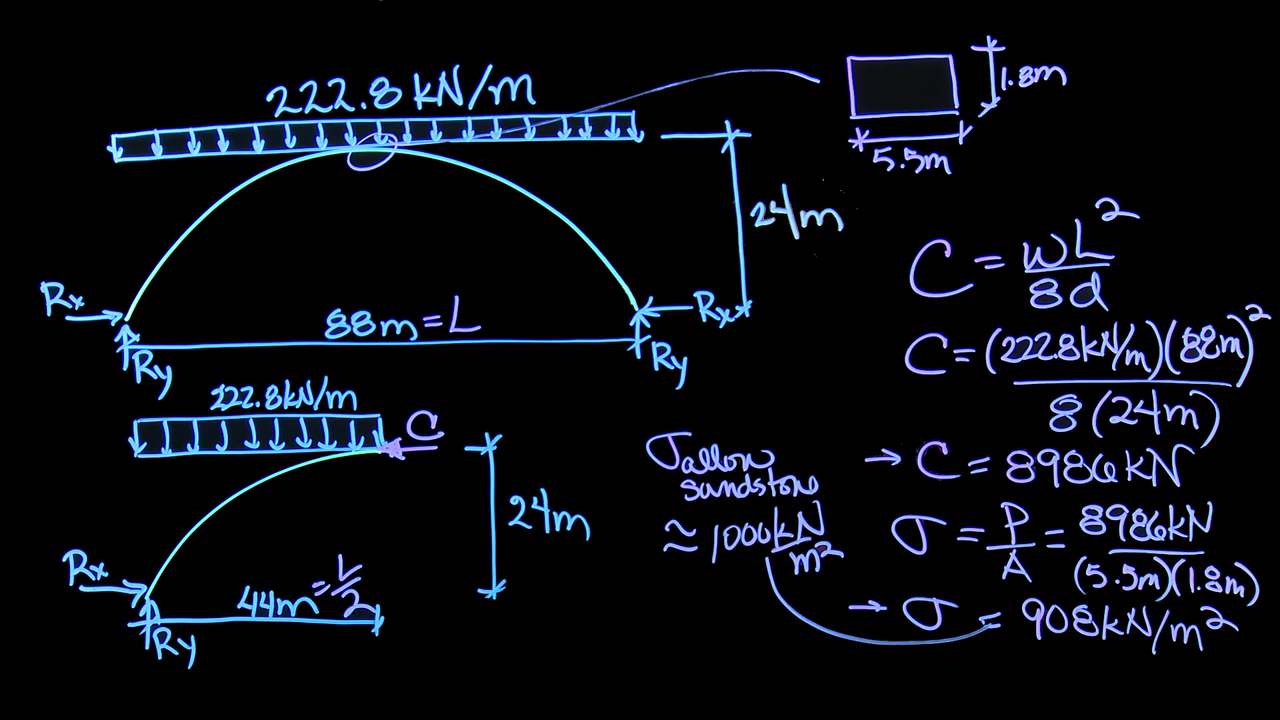 222.8 kN/m
1.8m
5.5m
24m
Rx
Rx
88m = L
Ry
Ry
222.8kN/m
C
24m
Rx
44m = L/2
Ry
C = wL²/8d
C = (222.8kN/m)(88m)²/8(24m)
→ C = 8986kN
σallow
sandstone
≈ 1000kN/m²
σ = P/A = 8986kN/(5.5m)(1.8m)
→ σ = 908kN/m²